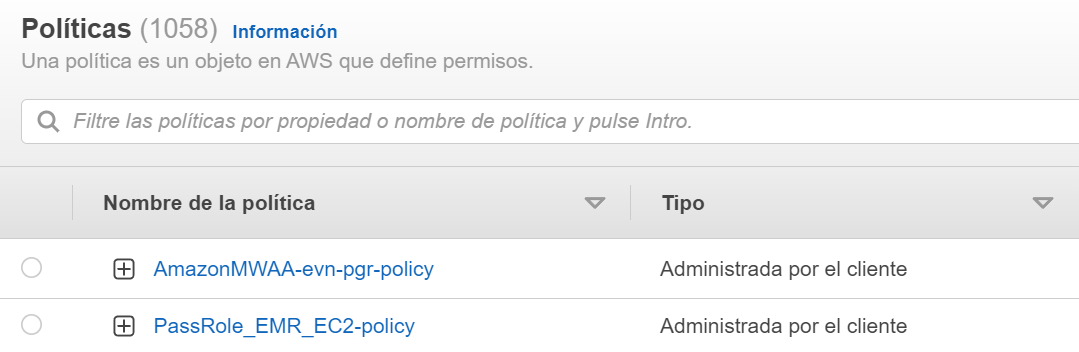 Políticas (1058) Información
Una política es un objeto en AWS que define permisos.
Filtre las políticas por propiedad o nombre de política y pulse Intro.
Nombre de la política Tipo
AmazonMWAA-evn-pgr-policy Administrada por el cliente
PassRole_EMR_EC2-policy Administrada por el cliente